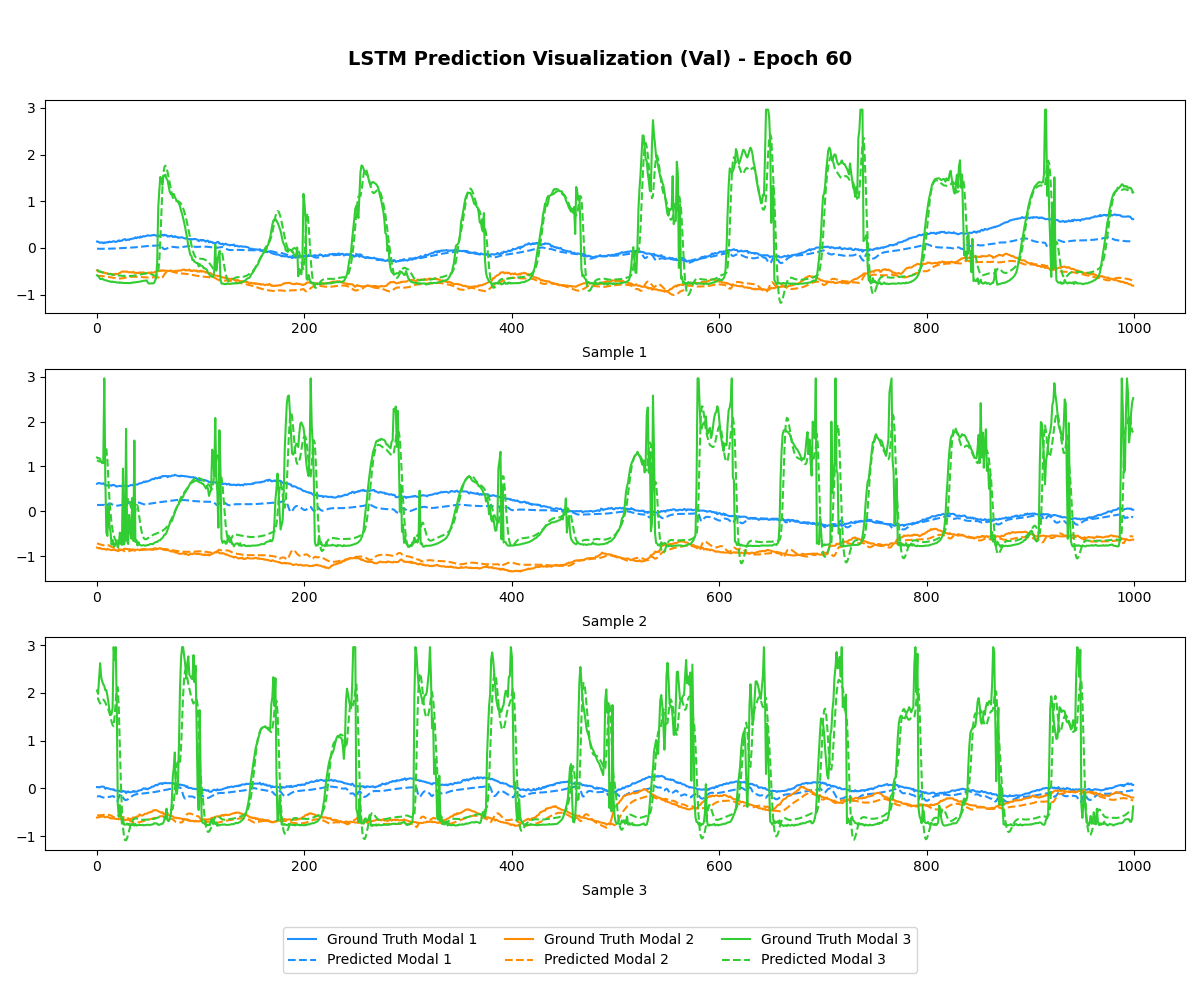 LSTM Prediction Visualization (Val) - Epoch 60
3
2
1
0
−1
0 200 400 600 800 1000
Sample 1
3
2
1
0
−1
0 200 400 600 800 1000
Sample 2
3
2
1
0
−1
0 200 400 600 800 1000
Sample 3
Ground Truth Modal 1 Ground Truth Modal 2 Ground Truth Modal 3
Predicted Modal 1 Predicted Modal 2 Predicted Modal 3